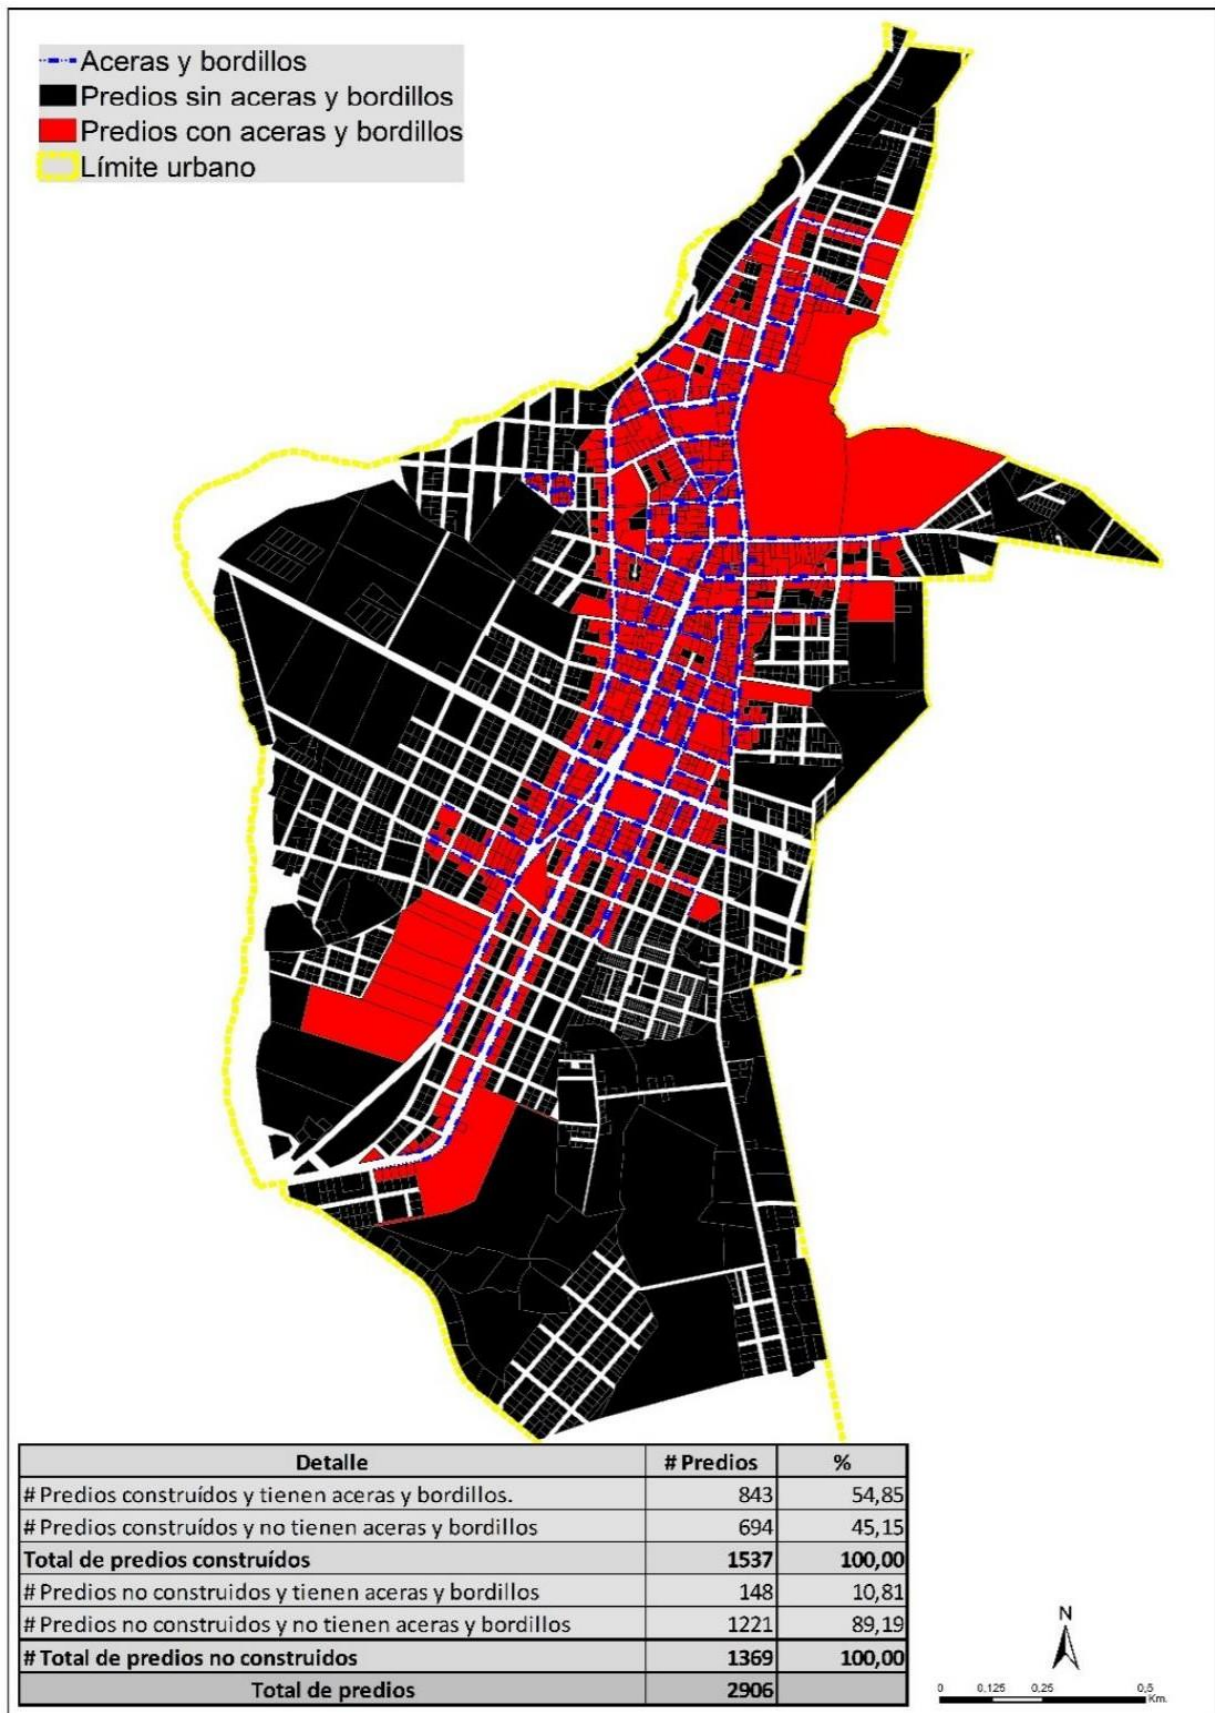 Aceras y bordillos
Predios sin aceras y bordillos
Predios con aceras y bordillos
Límite urbano
Detalle # Predios %
# Predios construídos y tienen aceras y bordillos. 843 54,85
# Predios construídos y no tienen aceras y bordillos 694 45,15
Total de predios construídos 1537 100,00
# Predios no construidos y tienen aceras y bordillos 148 10,81
# Predios no construidos y no tienen aceras y bordillos 1221 89,19
# Total de predios no construidos 1369 100,00
Total de predios 2906
N
0 0,125 0,25 0,5
Km.